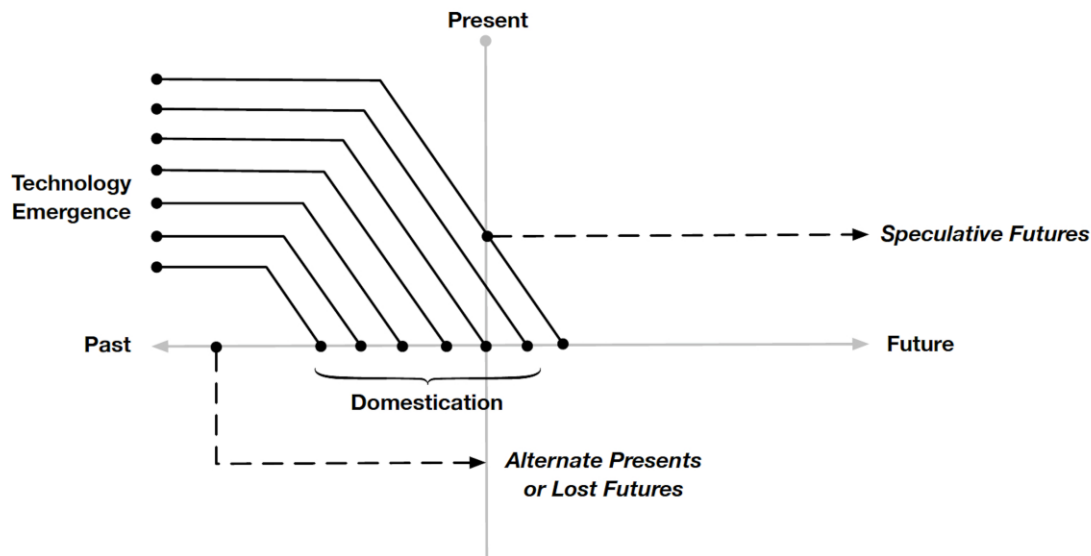 Present
Technology
Emergence
Speculative Futures
Past
Future
Domestication
Alternate Presents
or Lost Futures